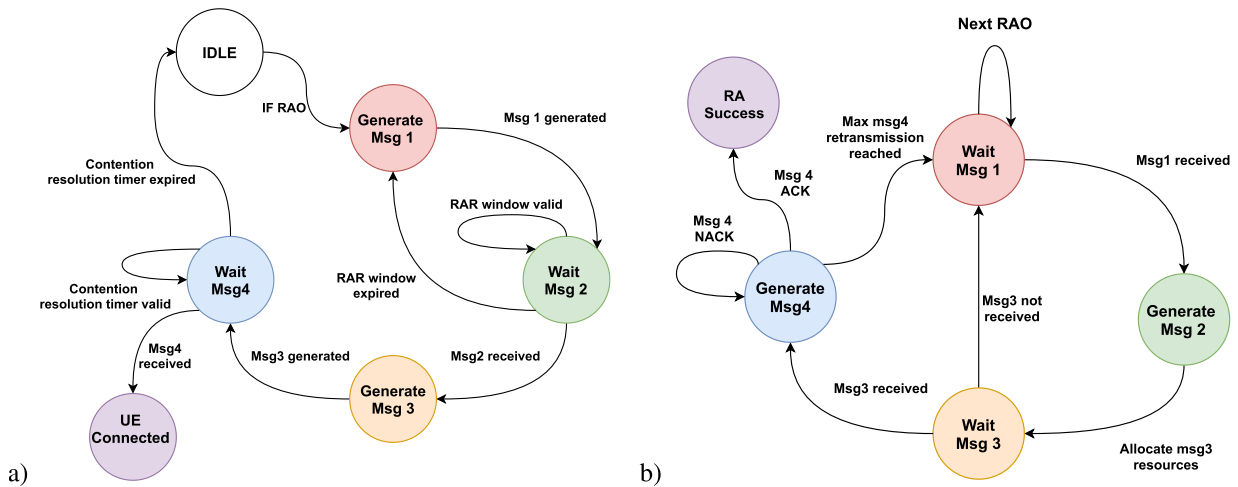 IDLE
IF RAO
Generate
Msg 1
Msg 1 generated
Contention
resolution timer expired
RAR window valid
Wait
Msg 2
RAR window
expired
Wait
Msg4
Contention
resolution timer valid
Msg4
received
Msg3 generated
Msg2 received
Generate
Msg 3
UE
Connected
a)
Next RAO
RA
Success
Max msg4
retransmission
reached
Wait
Msg 1
Msg1 received
Msg 4
ACK
Msg 4
NACK
Generate
Msg4
Msg3 not
received
Generate
Msg 2
Msg3 received
Wait
Msg 3
Allocate msg3
resources
b)